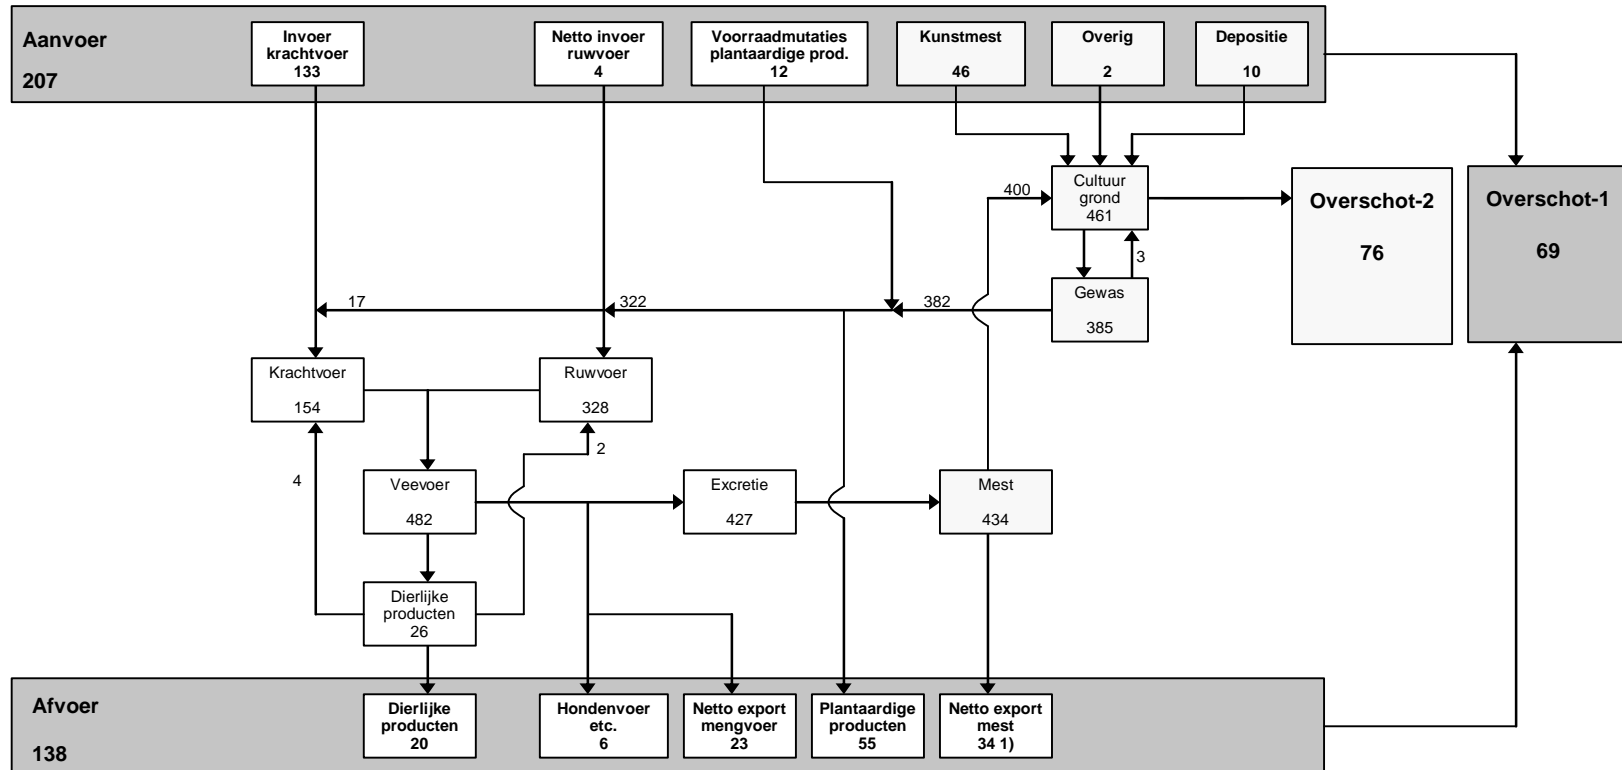 Aanvoer
207
Invoer
krachtvoer
133
Netto invoer
ruwvoer
4
Voorraadmutaties
plantaardige prod.
12
Kunstmest
46
Overig
2
Depositie
10
400
Cultuur
grond
461
Overschot-2
76
Overschot-1
69
3
17
322
382
Gewas
385
Krachtvoer
154
Ruwvoer
328
4
2
Veevoer
482
Excretie
427
Mest
434
Dierlijke
producten
26
Afvoer
138
Dierlijke
producten
20
Hondenvoer
etc.
6
Netto export
mengvoer
23
Plantaardige
producten
55
Netto export
mest
34 1)